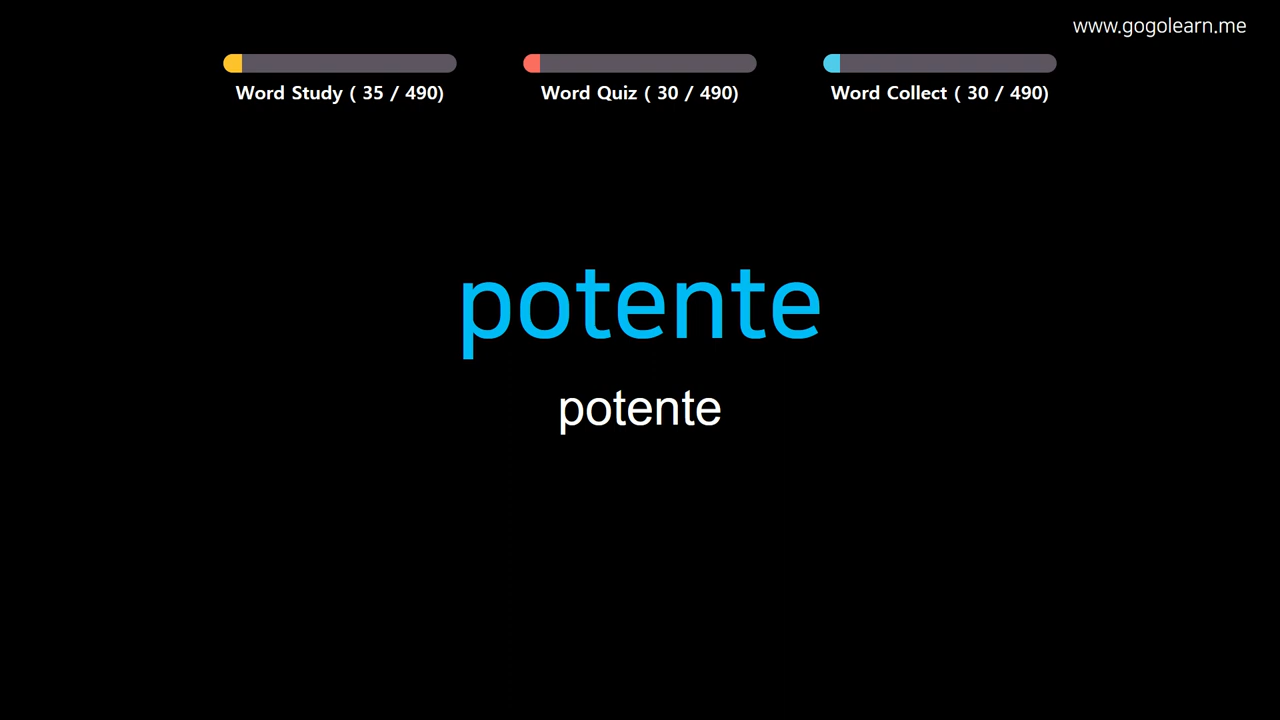 www.gogolearn.me
Word Study ( 35 / 490)
Word Quiz ( 30 / 490)
Word Collect ( 30 / 490)
potente
potente